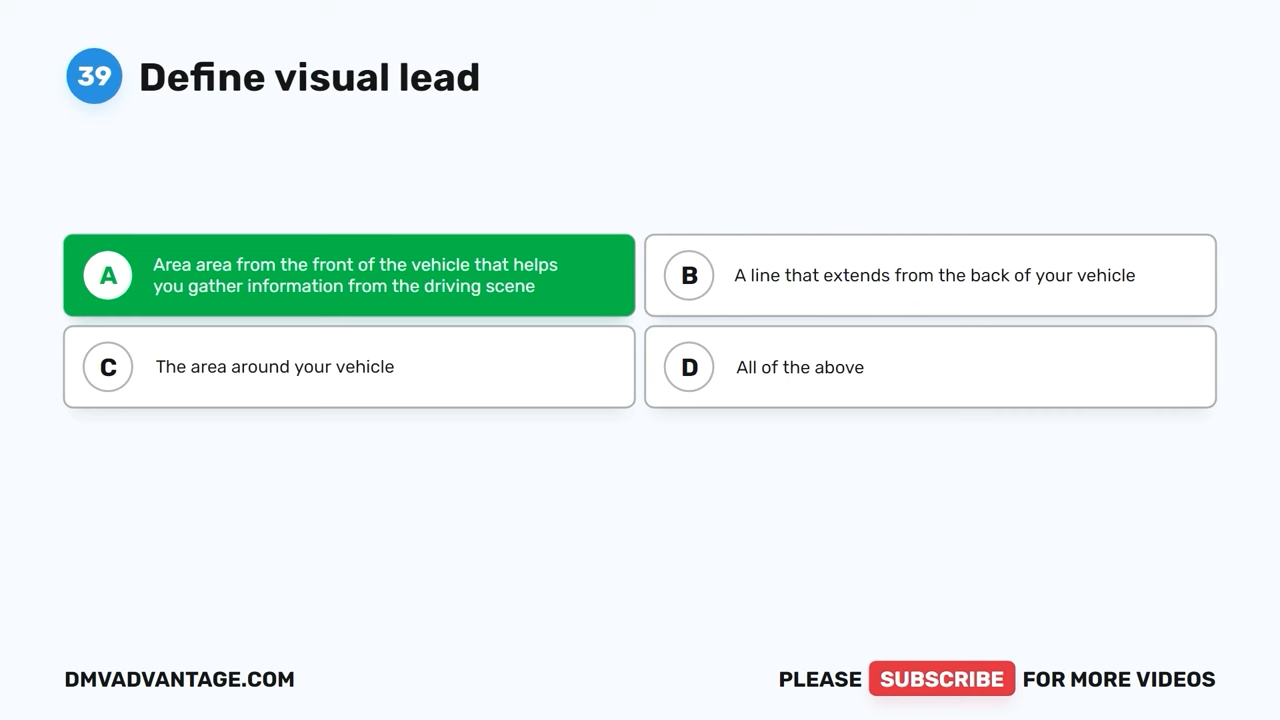 39 Define visual lead
A Area area from the front of the vehicle that helps
you gather information from the driving scene
B A line that extends from the back of your vehicle
C The area around your vehicle
D All of the above
DMVADVANTAGE.COM
PLEASE SUBSCRIBE FOR MORE VIDEOS